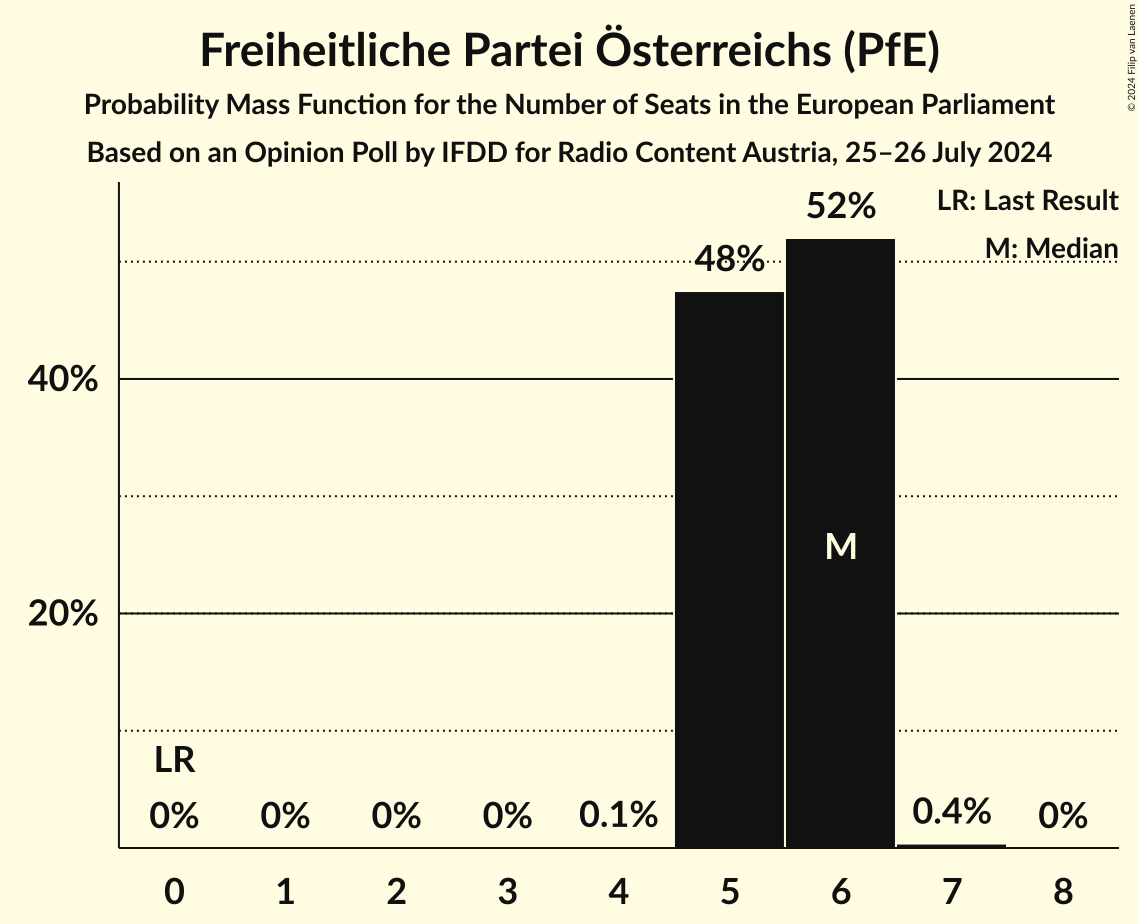 Freiheitliche Partei Österreichs (PfE)
Probability Mass Function for the Number of Seats in the European Parliament
Based on an Opinion Poll by IFDD for Radio Content Austria, 25–26 July 2024
© 2024 Filip van Laenen
LR: Last Result
M: Median
52%
48%
40%
20%
M
LR
0% 0% 0% 0% 0.1% 0.4% 0%
0 1 2 3 4 5 6 7 8